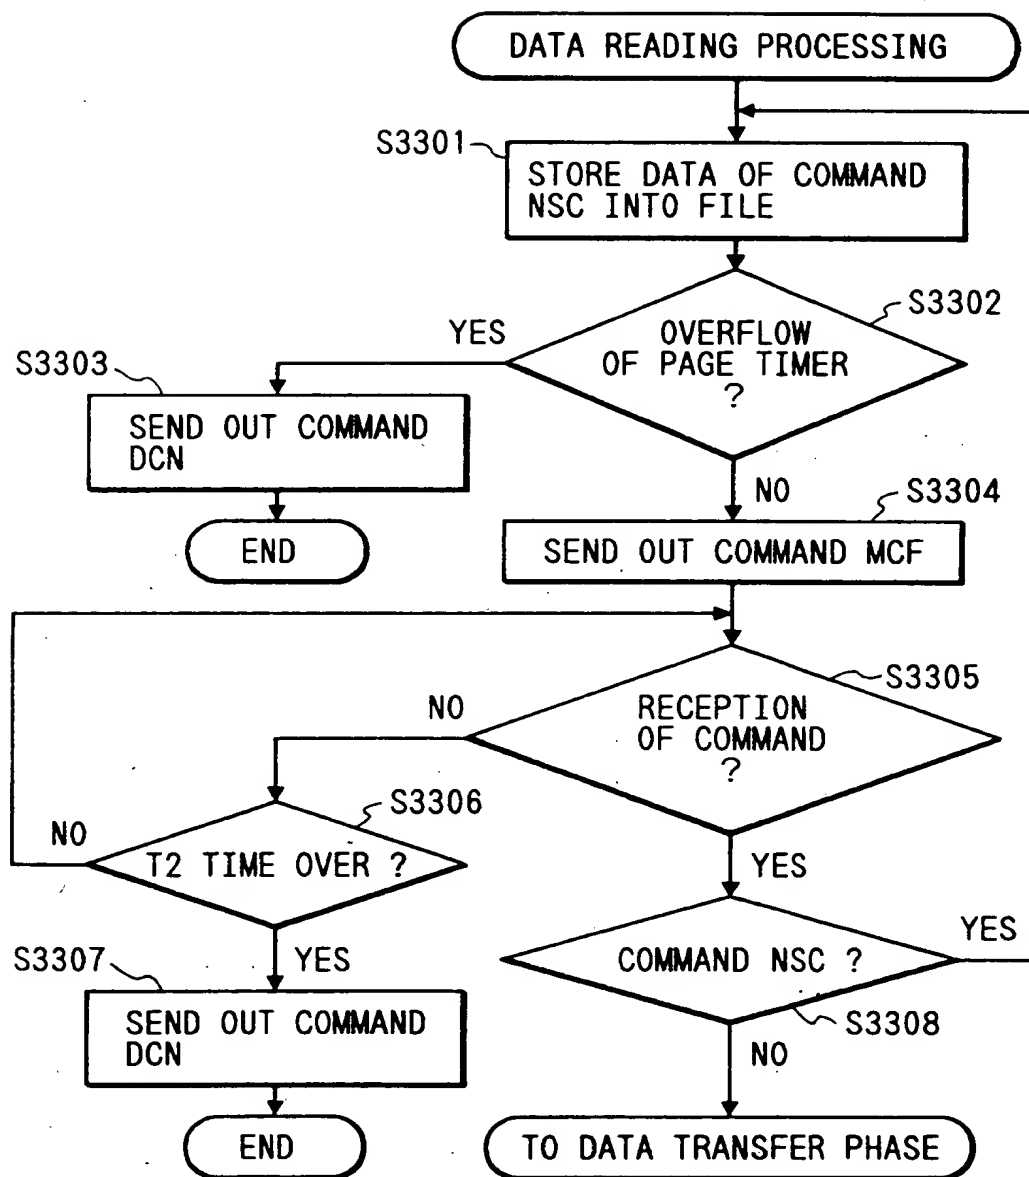 DATA READING PROCESSING
S3301
STORE DATA OF COMMAND
NSC INTO FILE
S3302
OVERFLOW
OF PAGE TIMER
?
YES
S3303
SEND OUT COMMAND
DCN
END
NO
S3304
SEND OUT COMMAND MCF
S3305
RECEPTION
OF COMMAND
?
NO
S3306
T2 TIME OVER ?
NO
YES
S3307
SEND OUT COMMAND
DCN
END
YES
COMMAND NSC ?
YES
S3308
NO
TO DATA TRANSFER PHASE